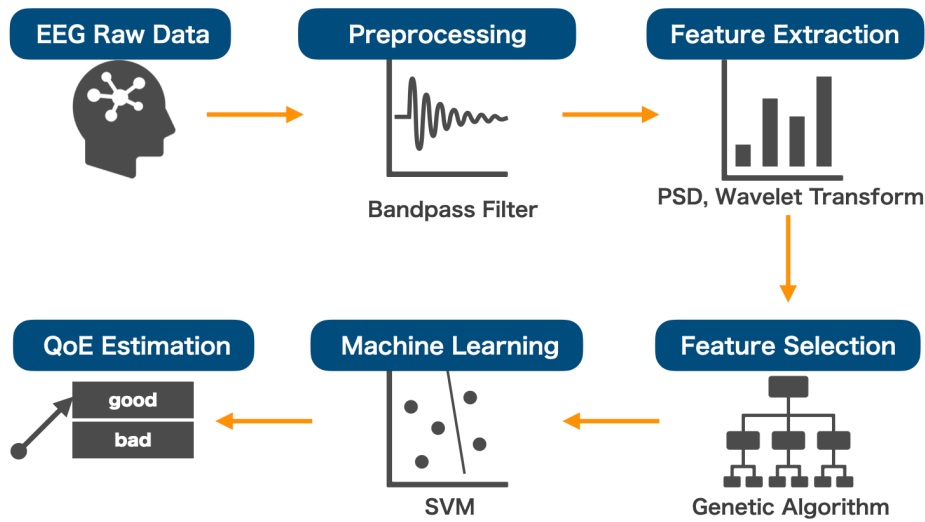 EEG Raw Data
Preprocessing
Bandpass Filter
Feature Extraction
PSD, Wavelet Transform
Feature Selection
Genetic Algorithm
Machine Learning
SVM
QoE Estimation
good
bad